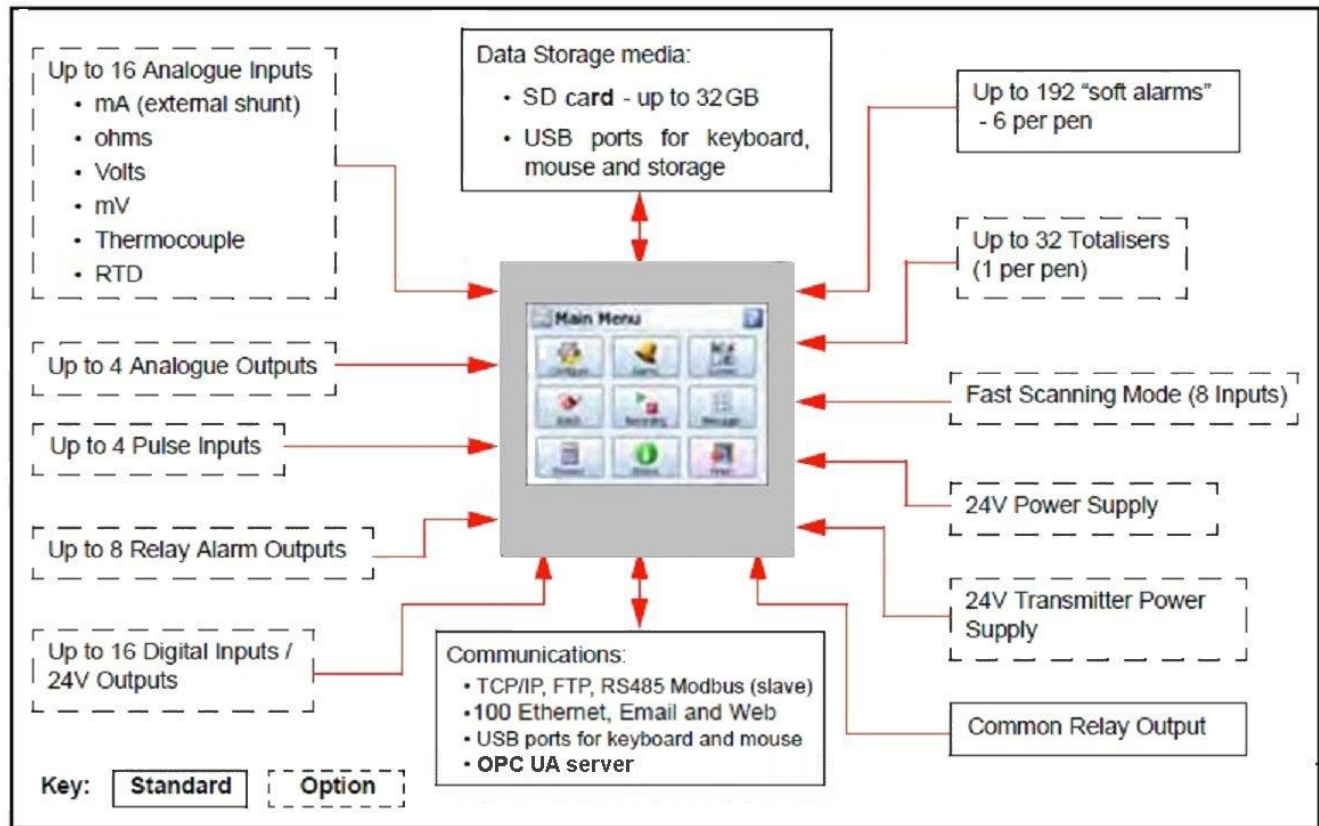 Up to 16 Analogue Inputs
• mA (external shunt)
• ohms
• Volts
• mV
• Thermocouple
• RTD
Data Storage media:
• SD card - up to 32GB
• USB ports for keyboard,
mouse and storage
Up to 192 “soft alarms”
- 6 per pen
Up to 32 Totalisers
(1 per pen)
Main Menu
Up to 4 Analogue Outputs
Fast Scanning Mode (8 Inputs)
Up to 4 Pulse Inputs
24V Power Supply
Up to 8 Relay Alarm Outputs
24V Transmitter Power
Supply
Up to 16 Digital Inputs /
24V Outputs
Communications:
• TCP/IP, FTP, RS485 Modbus (slave)
• 100 Ethernet, Email and Web
• USB ports for keyboard and mouse
• OPC UA server
Common Relay Output
Key: Standard Option